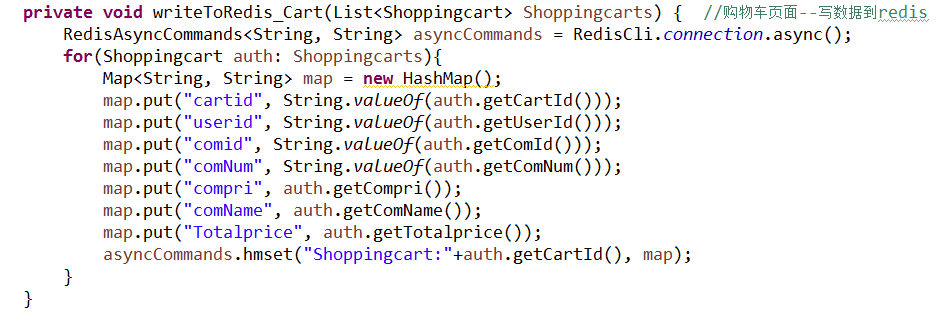 private void writeToRedis_Cart(List<Shoppingcart> Shoppingcarts) {  //购物车页面--写数据到redis
    RedisAsyncCommands<String, String> asyncCommands = RedisCli.connection.async();
    for(Shoppingcart auth: Shoppingcarts){
        Map<String, String> map = new HashMap();
        map.put("cartid", String.valueOf(auth.getCartId()));
        map.put("userid", String.valueOf(auth.getUserId()));
        map.put("comid", String.valueOf(auth.getComId()));
        map.put("comNum", String.valueOf(auth.getComNum()));
        map.put("compri", auth.getCompri());
        map.put("comName", auth.getComName());
        map.put("Totalprice", auth.getTotalprice());
        asyncCommands.hmset("Shoppingcart:"+auth.getCartId(), map);
    }
}